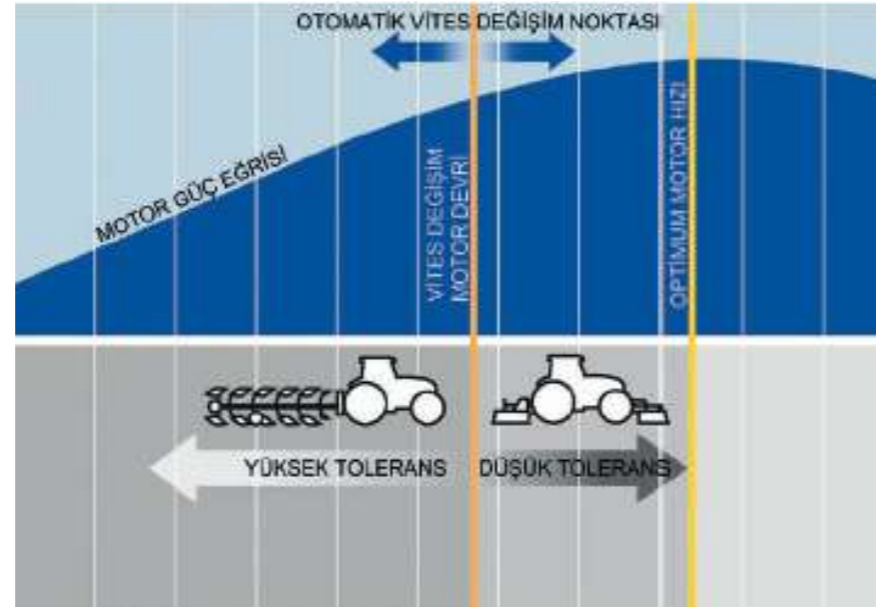 OTOMATİK VİTES DEĞİŞİM NOKTASI
MOTOR GÜÇ EĞRİSİ
VİTES DEĞİŞİM
MOTOR DEVRİ
OPTİMUM MOTOR HIZI
YÜKSEK TOLERANS
DÜŞÜK TOLERANS